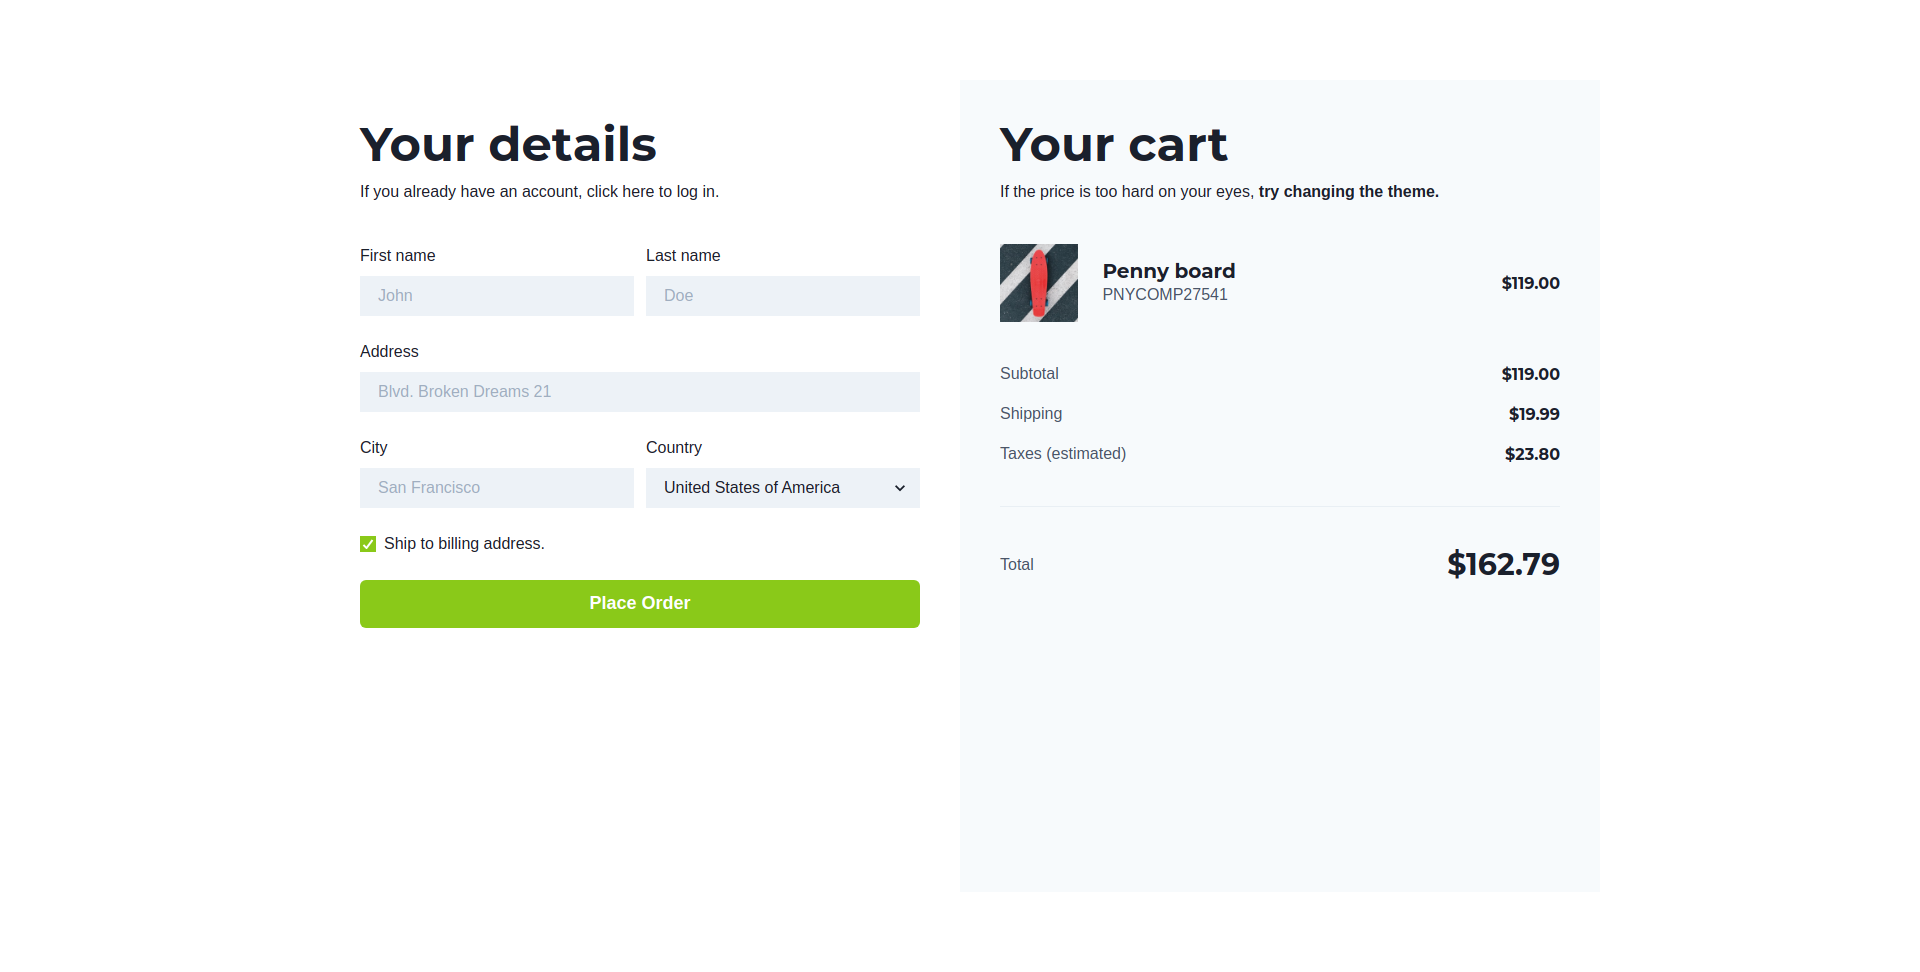 Your details
If you already have an account, click here to log in.
First name
Last name
John
Doe
Address
Blvd. Broken Dreams 21
City
Country
San Francisco
United States of America
Ship to billing address.
Place Order
Your cart
If the price is too hard on your eyes, try changing the theme.
Penny board
PNYCOMP27541
$119.00
Subtotal
$119.00
Shipping
$19.99
Taxes (estimated)
$23.80
Total
$162.79